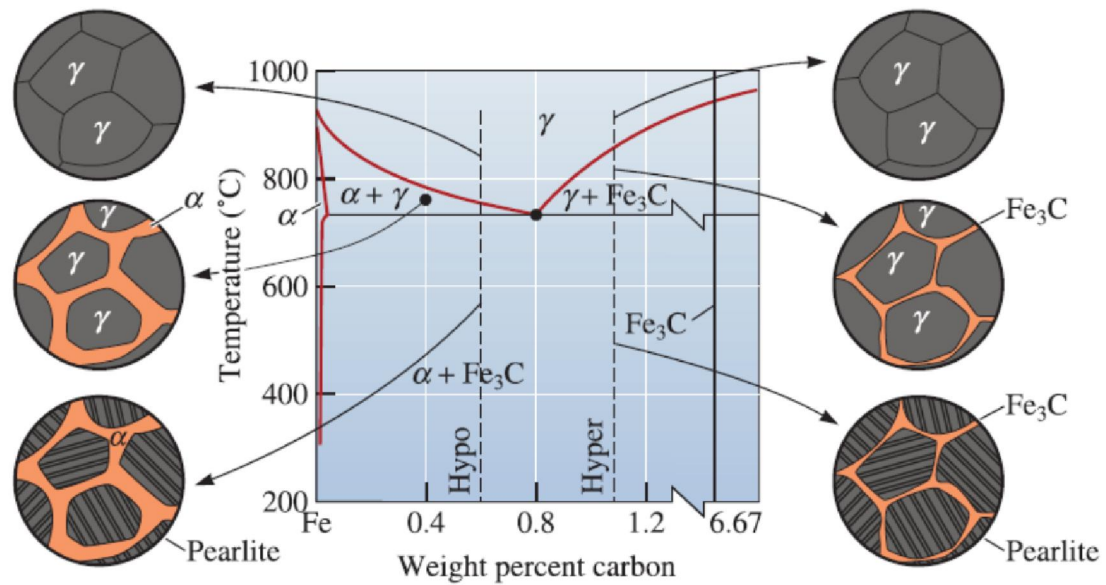 γ
γ
α
γ
γ
γ
α
Pearlite
Temperature (°C)
1000
800
600
400
200
γ
α + γ
α
γ + Fe₃C
Fe₃C
α + Fe₃C
Hypo
Hyper
Fe
0.4
0.8
1.2
6.67
Weight percent carbon
γ
γ
γ
γ
γ
Fe₃C
Fe₃C
Pearlite